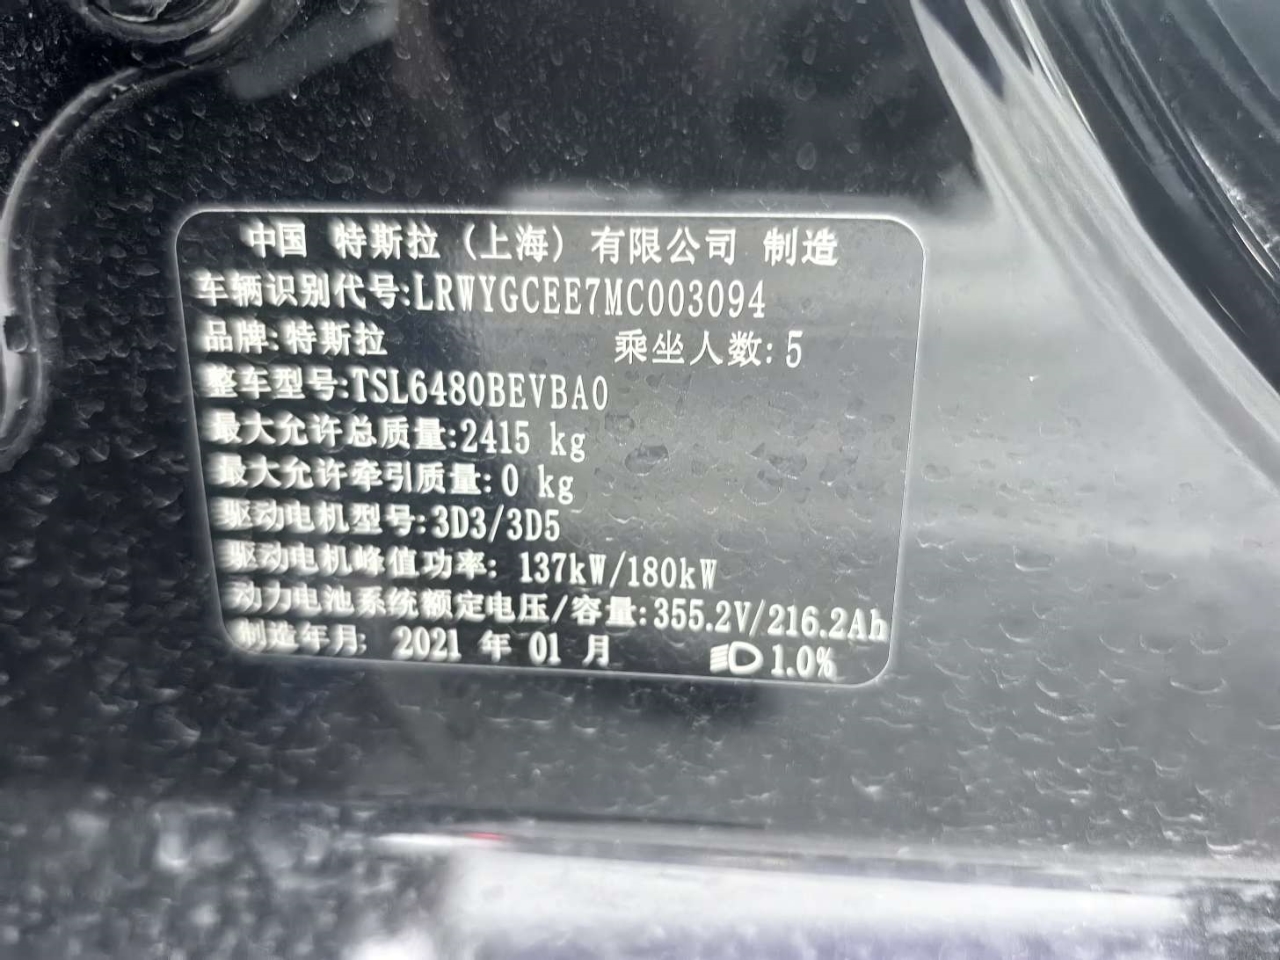 中国 特斯拉（上海）有限公司 制造
车辆识别代号:LRWYGCEE7MC003094
品牌:特斯拉 乘坐人数:5
整车型号:TSL6480BEVBA0
最大允许总质量:2415 kg
最大允许牵引质量:0 kg
驱动电机型号:3D3/3D5
驱动电机峰值功率: 137kW/180kW
动力电池系统额定电压/容量:355.2V/216.2Ah
制造年月: 2021 年 01 月 1.0%